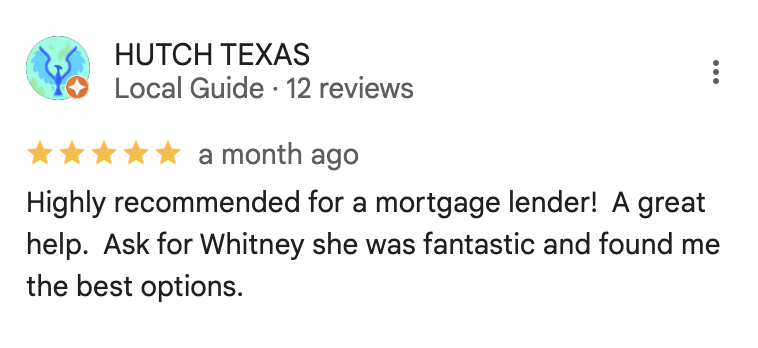 HUTCH TEXAS
Local Guide · 12 reviews
a month ago
Highly recommended for a mortgage lender!  A great
help.  Ask for Whitney she was fantastic and found me
the best options.